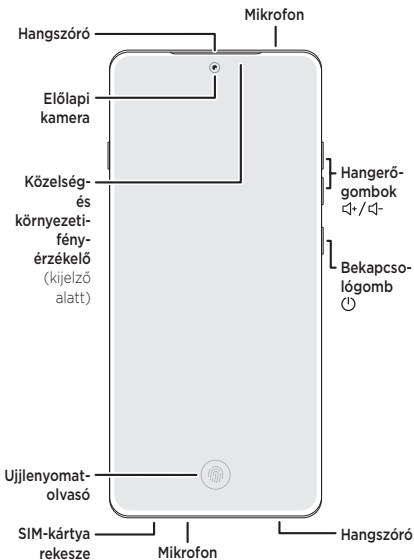 Mikrofon
Hangszóró
Előlapi
kamera
Közelség-
és
környezeti-
fény-
érzékelő
(kijelző
alatt)
Hangerő-
gombok
+/-
Bekapcso-
lógomb
Ujjlenyomat-
olvasó
SIM-kártya
rekesze
Mikrofon
Hangszóró